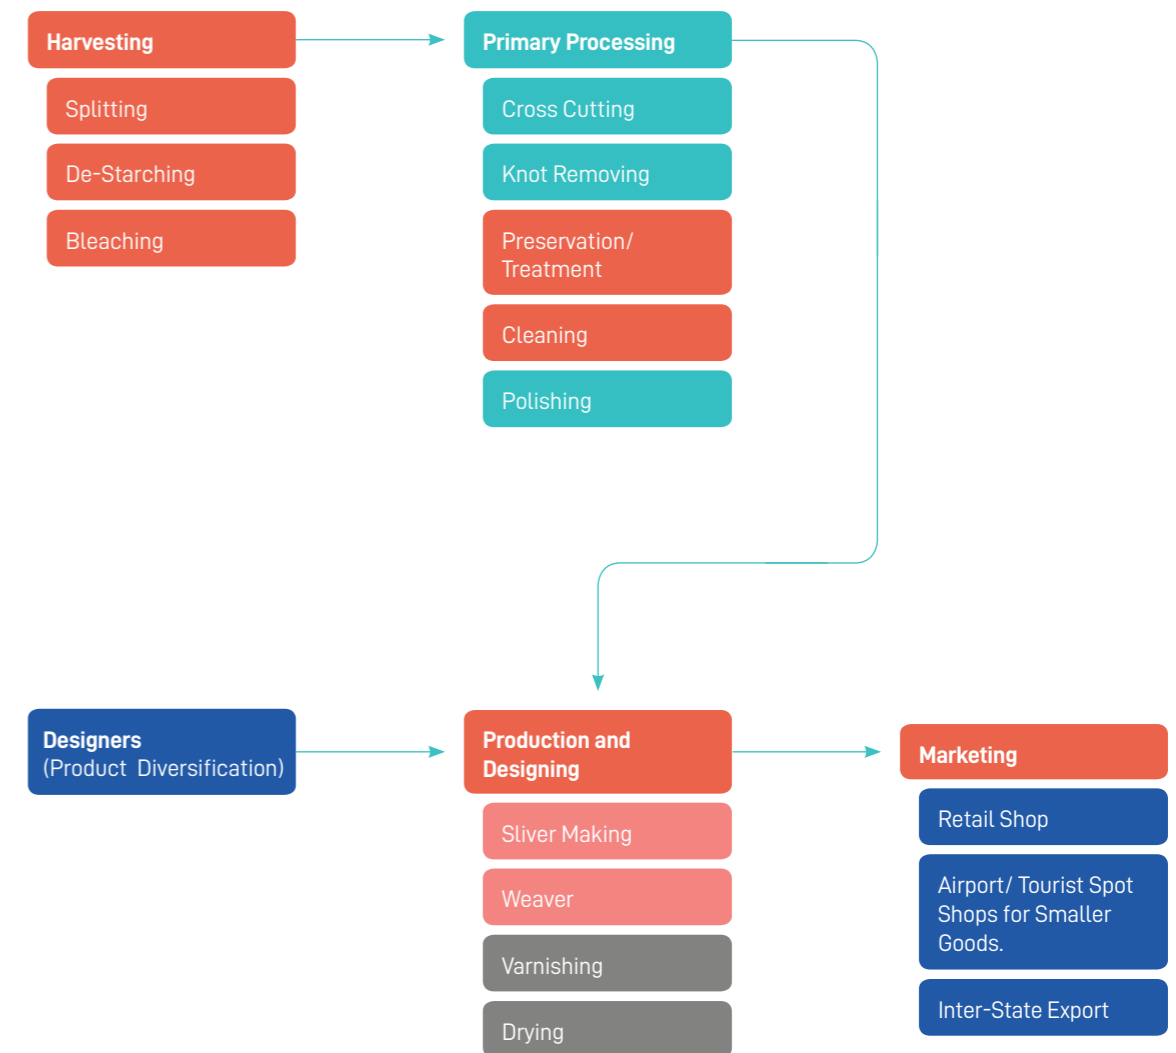 Harvesting
Splitting
De-Starching
Bleaching
Primary Processing
Cross Cutting
Knot Removing
Preservation/
Treatment
Cleaning
Polishing
Designers
(Product Diversification)
Production and
Designing
Sliver Making
Weaver
Varnishing
Drying
Marketing
Retail Shop
Airport/ Tourist Spot
Shops for Smaller
Goods.
Inter-State Export